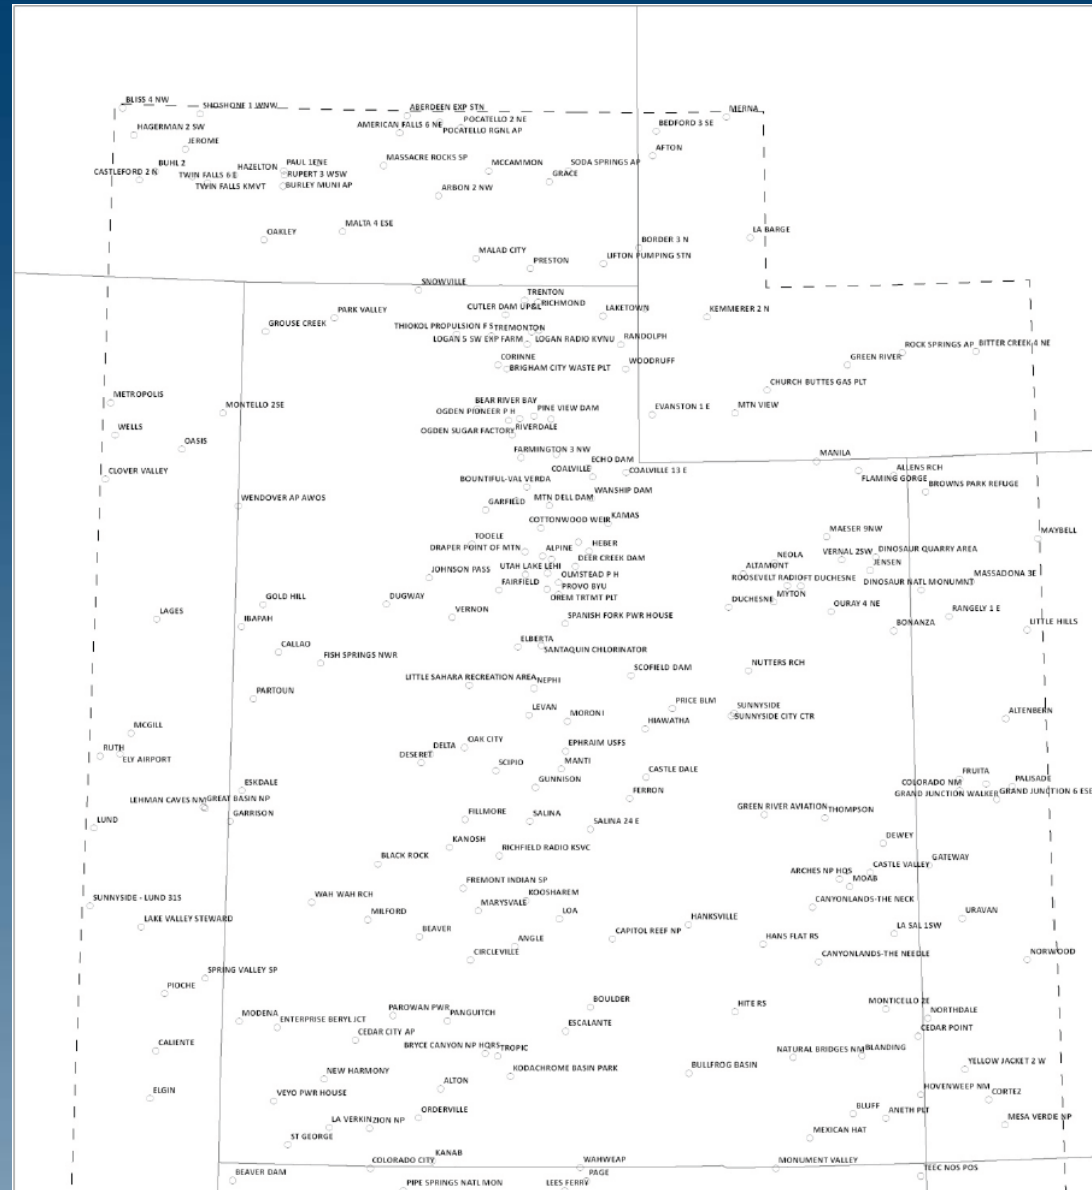 BLISS 4 NW
SHOSHONE 1 WNW
ABERDEEN EXP STN
MERNA
HAGERMAN 2 SW
AMERICAN FALLS 6 NE
POCATELLO 2 NE
POCATELLO RGNL AP
BEDFORD 3 SE
JEROME
AFTON
BUHL 2
CASTLEFORD 2 N
HAZELTON
PAUL 1ENE
MASSACRE ROCKS SP
MCCAMMON
SODA SPRINGS AP
TWIN FALLS 6 E
RUPERT 3 WSW
GRACE
TWIN FALLS KMVT
BURLEY MUNI AP
ARBON 2 NW
OAKLEY
MALTA 4 ESE
BORDER 3 N
LA BARGE
MALAD CITY
PRESTON
LIFTON PUMPING STN
SNOWVILLE
TRENTON
RICHMOND
CUTLER DAM UP&L
LAKETOWN
KEMMERER 2 N
PARK VALLEY
GROUSE CREEK
THIOKOL PROPULSION F S
TREMONTON
LOGAN 5 SW EXP FARM
LOGAN RADIO KVNU
RANDOLPH
ROCK SPRINGS AP
BITTER CREEK 4 NE
CORINNE
BRIGHAM CITY WASTE PLT
WOODRUFF
GREEN RIVER
CHURCH BUTTES GAS PLT
METROPOLIS
MONTELLO 2SE
BEAR RIVER BAY
OGDEN PIONEER P H
PINE VIEW DAM
EVANSTON 1 E
MTN VIEW
WELLS
OGDEN SUGAR FACTORY
RIVERDALE
OASIS
FARMINGTON 3 NW
ECHO DAM
MANILA
CLOVER VALLEY
COALVILLE
COALVILLE 13 E
ALLENS RCH
FLAMING GORGE
BOUNTIFUL-VAL VERDA
WANSHIP DAM
BROWNS PARK REFUGE
WENDOVER AP AWOS
GARFIELD
MTN DELL DAM
COTTONWOOD WEIR
KAMAS
TOOELE
MAESER 9NW
MAYBELL
DRAPER POINT OF MTN
ALPINE
HEBER
DEER CREEK DAM
NEOLA
VERNAL 2SW
DINOSAUR QUARRY AREA
UTAH LAKE LEHI
ALTAMONT
JENSEN
JOHNSON PASS
FAIRFIELD
OLMSTEAD P H
PROVO BYU
ROOSEVELT RADIO
FT DUCHESNE
DINOSAUR NATL MONUMNT
MASSADONA 3E
GOLD HILL
DUGWAY
OREM TRTMT PLT
DUCHESNE
MYTON
LAGES
IBAPAH
VERNON
SPANISH FORK PWR HOUSE
OURAY 4 NE
RANGELY 1 E
BONANZA
LITTLE HILLS
CALLAO
ELBERTA
SANTAQUIN CHLORINATOR
FISH SPRINGS NWR
SCOFIELD DAM
NUTTERS RCH
LITTLE SAHARA RECREATION AREA
NEPHI
PARTOUN
LEVAN
MORONI
PRICE BLM
SUNNYSIDE
SUNNYSIDE CITY CTR
ALTENBERN
MCGILL
HIAWATHA
RUTH
ELY AIRPORT
DESERET
DELTA
OAK CITY
EPHRAIM USFS
SCIPIO
MANTI
ESKDALE
GUNNISON
CASTLE DALE
FRUITA
COLORADO NM
PALISADE
LEHMAN CAVES NM
GREAT BASIN NP
FERRON
GRAND JUNCTION WALKER
GRAND JUNCTION 6 ESE
LUND
GARRISON
FILLMORE
SALINA
SALINA 24 E
GREEN RIVER AVIATION
THOMPSON
KANOSH
RICHFIELD RADIO KSVC
DEWEY
BLACK ROCK
ARCHES NP HQS
CASTLE VALLEY
GATEWAY
FREMONT INDIAN SP
MOAB
SUNNYSIDE - LUND 31S
WAH WAH RCH
KOOSHAREM
CANYONLANDS-THE NECK
LAKE VALLEY STEWARD
MILFORD
MARYSVALE
LOA
HANKSVILLE
URAVAN
BEAVER
ANGLE
CAPITOL REEF NP
HANS FLAT RS
LA SAL 1SW
CIRCLEVILLE
CANYONLANDS-THE NEEDLE
NORWOOD
SPRING VALLEY SP
PIOCHE
BOULDER
HITE RS
MONTICELLO 2E
MODENA
ENTERPRISE BERYL JCT
PAROWAN PWR
PANGUITCH
NORTHDALE
CEDAR CITY AP
ESCALANTE
CEDAR POINT
CALIENTE
BRYCE CANYON NP HQRS
TROPIC
NATURAL BRIDGES NM
BLANDING
YELLOW JACKET 2 W
NEW HARMONY
KODACHROME BASIN PARK
BULLFROG BASIN
ELGIN
VEYO PWR HOUSE
ALTON
HOVENWEEP NM
CORTEZ
LA VERKIN
ZION NP
ORDERVILLE
BLUFF
ANETH PLT
MESA VERDE NP
ST GEORGE
MEXICAN HAT
COLORADO CITY
KANAB
WAHWEAP
MONUMENT VALLEY
TEEC NOS POS
BEAVER DAM
PIPE SPRINGS NATL MON
PAGE
LEES FERRY